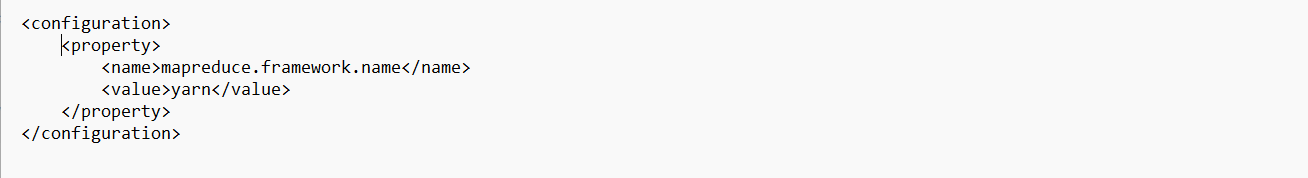 <configuration>
    <property>
        <name>mapreduce.framework.name</name>
        <value>yarn</value>
    </property>
</configuration>